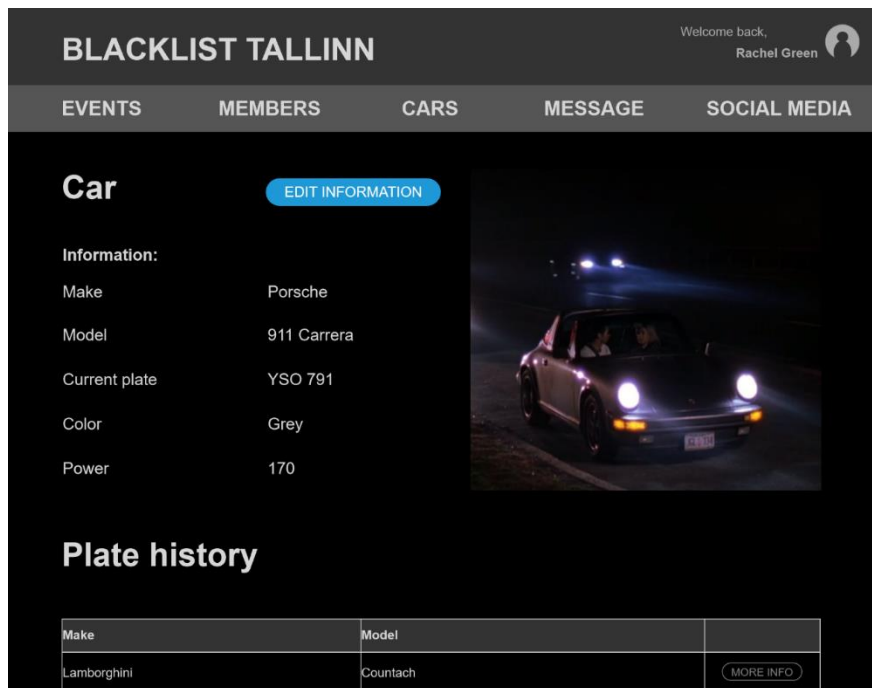 BLACKLIST TALLINN
Welcome back,
Rachel Green
EVENTS MEMBERS CARS MESSAGE SOCIAL MEDIA
Car
EDIT INFORMATION
Information:
Make Porsche
Model 911 Carrera
Current plate YSO 791
Color Grey
Power 170
Plate history
Make Model
Lamborghini Countach MORE INFO